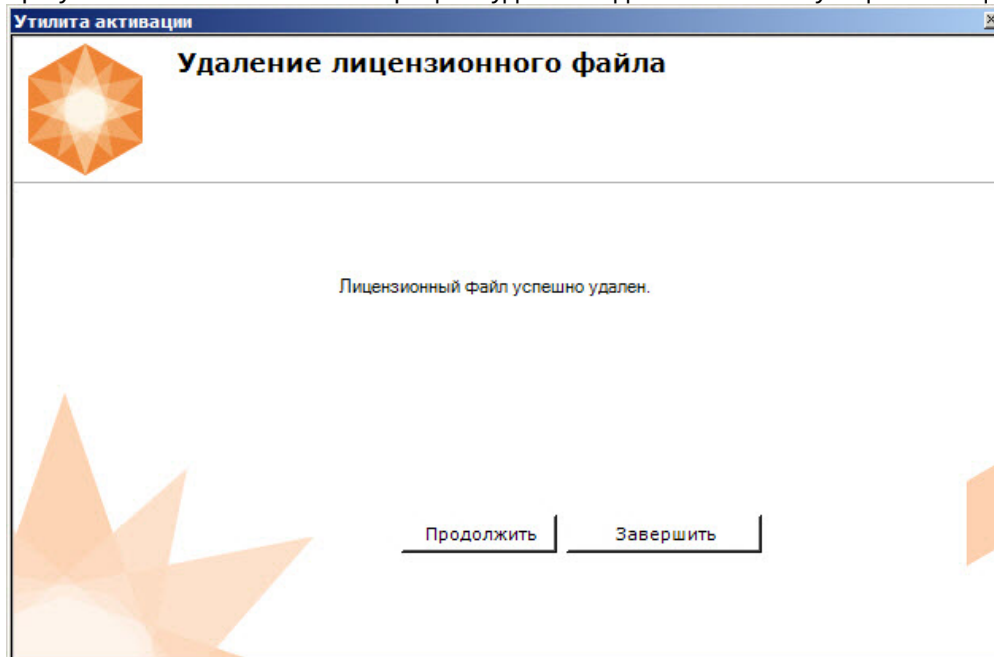 Утилита активации
Удаление лицензионного файла
Лицензионный файл успешно удален.
Продолжить
Завершить